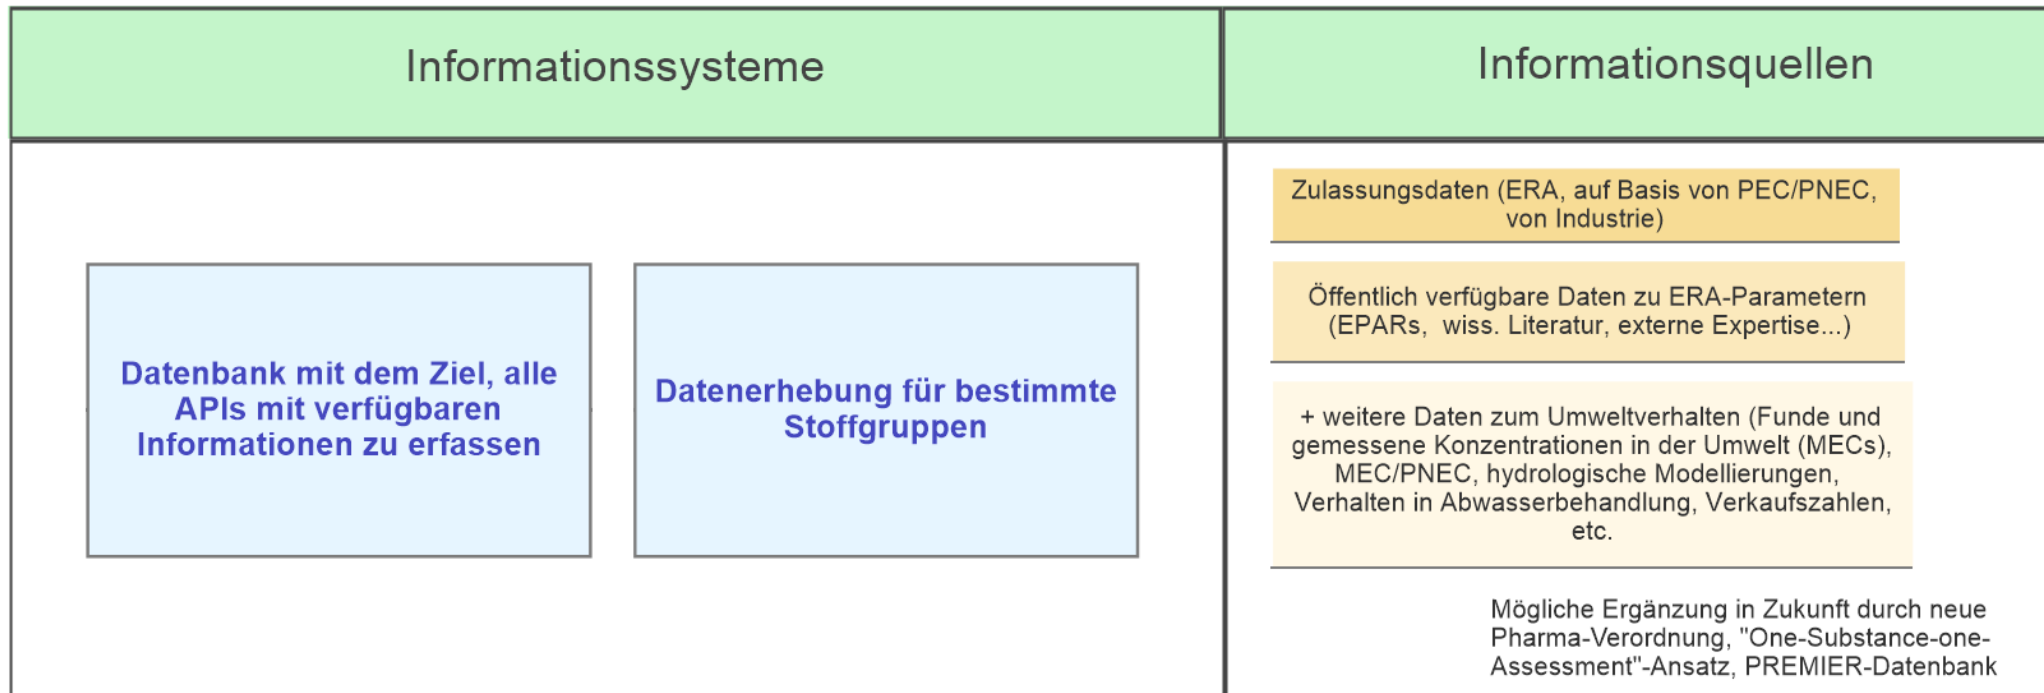 Informationssysteme
Informationsquellen
Datenbank mit dem Ziel, alle
APIs mit verfügbaren
Informationen zu erfassen
Datenerhebung für bestimmte
Stoffgruppen
Zulassungsdaten (ERA, auf Basis von PEC/PNEC,
von Industrie)
Öffentlich verfügbare Daten zu ERA-Parametern
(EPARs,  wiss. Literatur, externe Expertise...)
+ weitere Daten zum Umweltverhalten (Funde und
gemessene Konzentrationen in der Umwelt (MECs),
MEC/PNEC, hydrologische Modellierungen,
Verhalten in Abwasserbehandlung, Verkaufszahlen,
etc.
Mögliche Ergänzung in Zukunft durch neue
Pharma-Verordnung, "One-Substance-one-
Assessment"-Ansatz, PREMIER-Datenbank